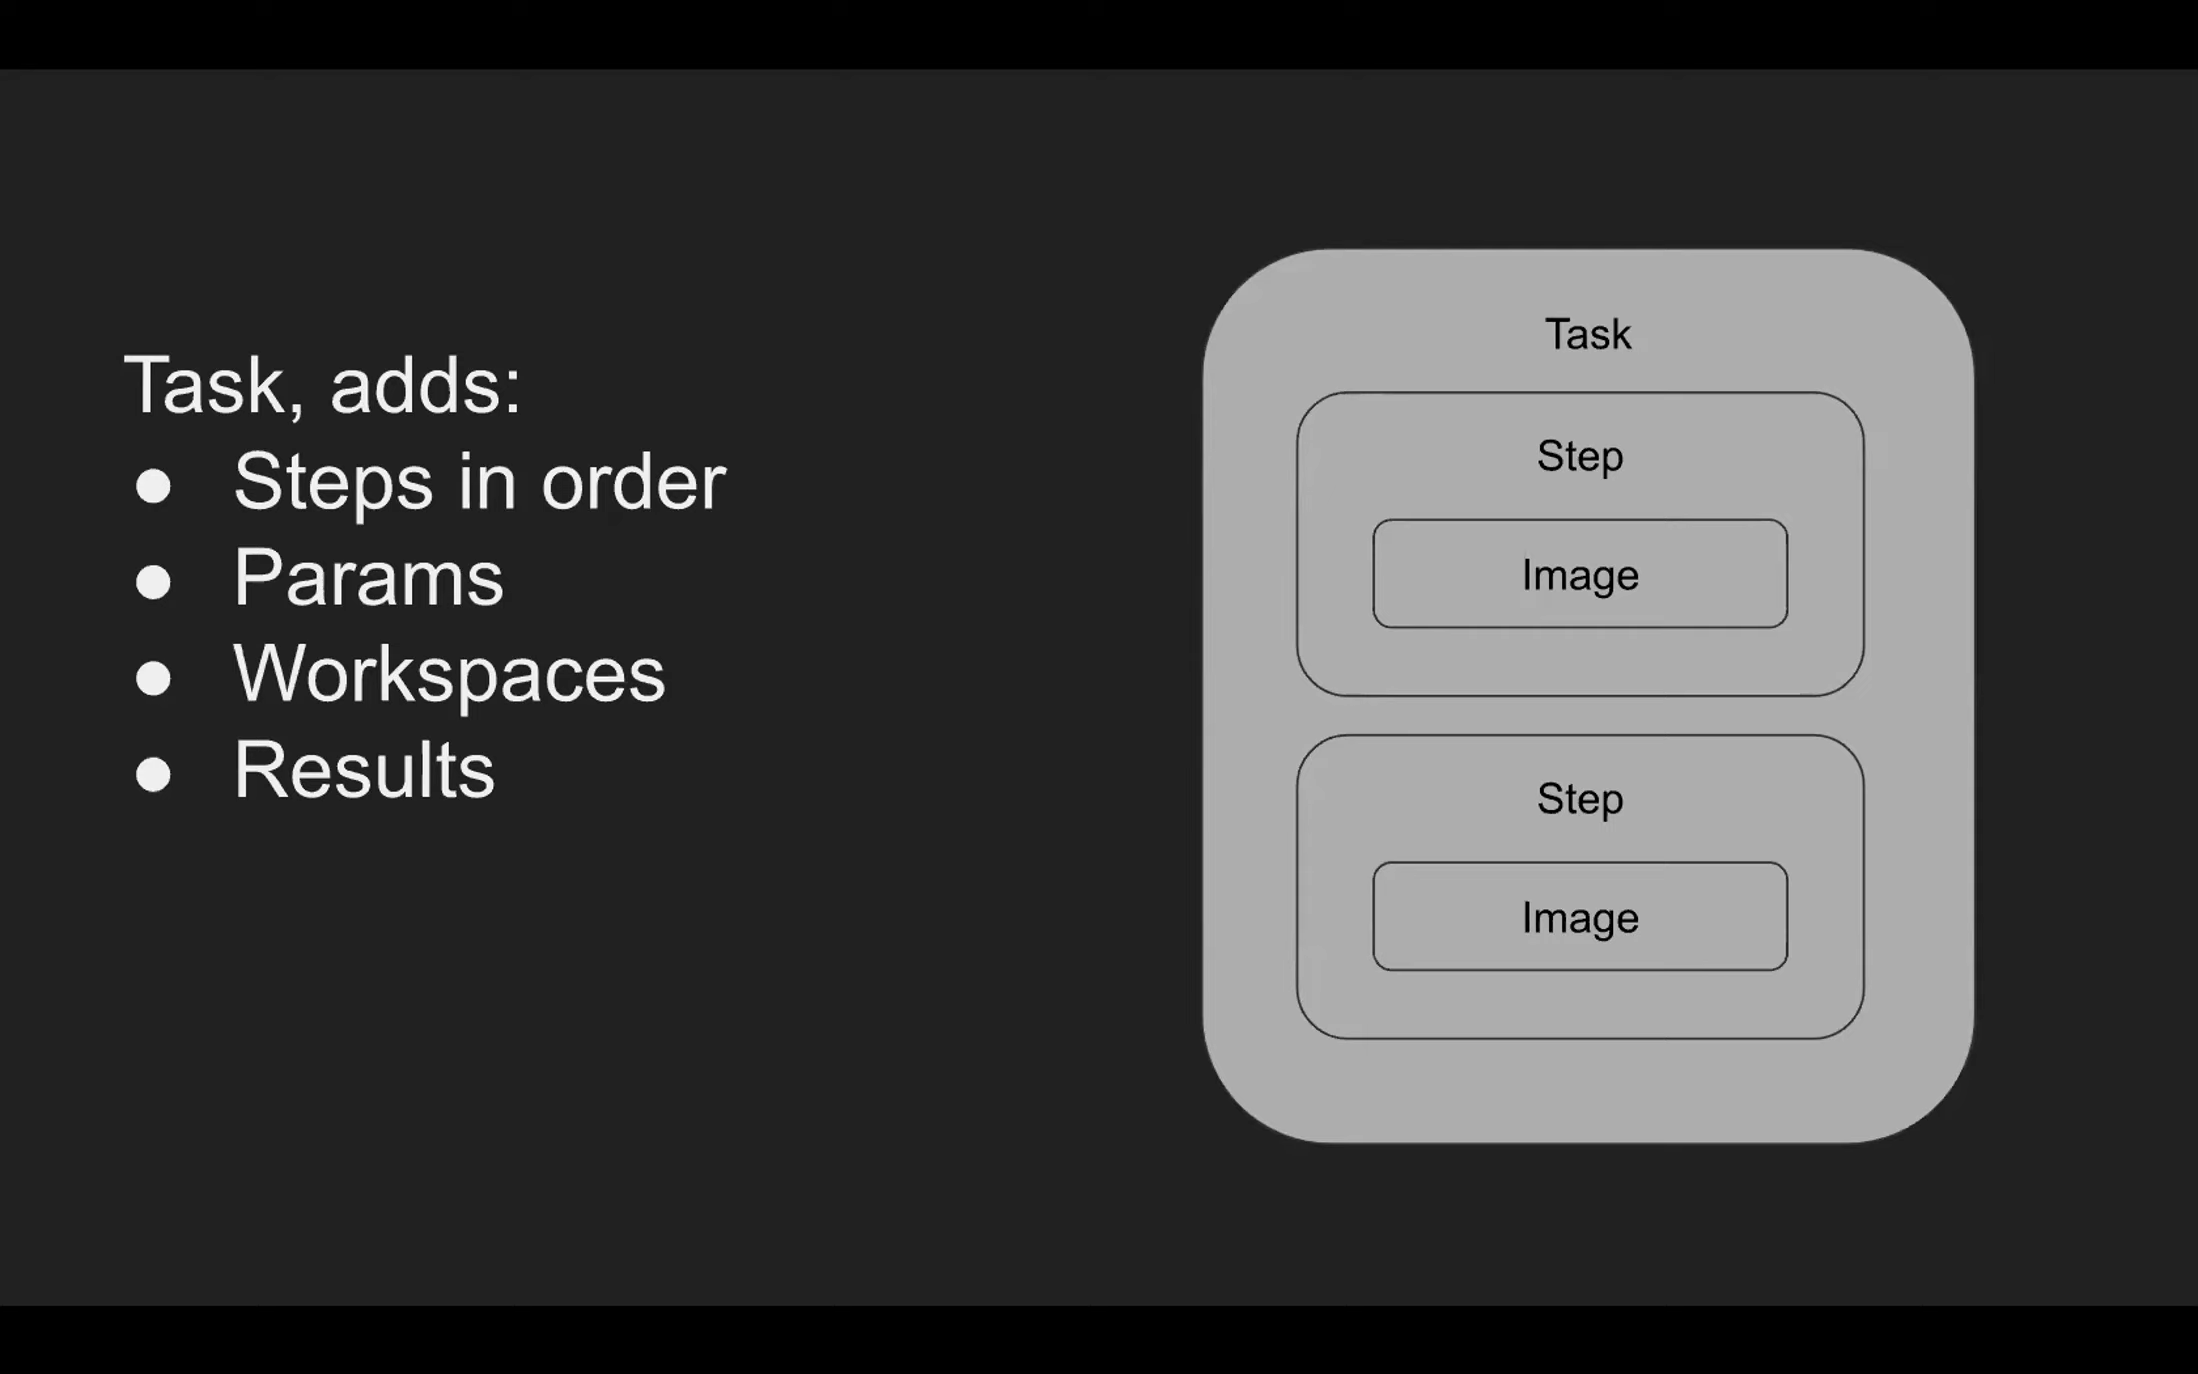 Task, adds:
● Steps in order
● Params
● Workspaces
● Results
Task
Step
Image
Step
Image